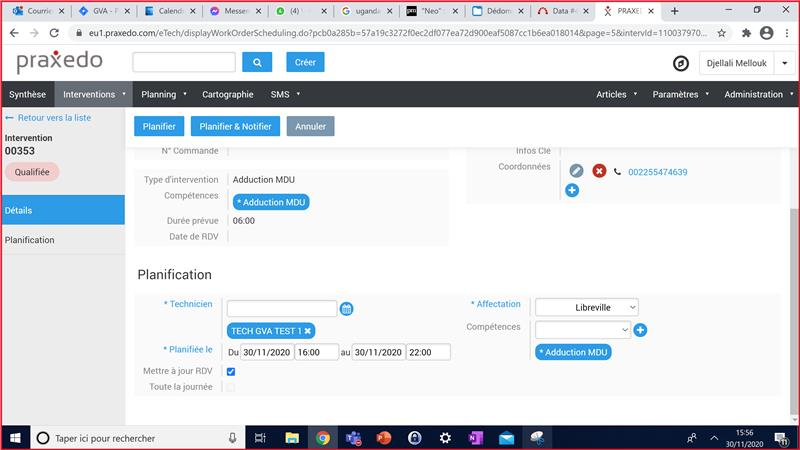 Courrie
GVA - P
Calenda
Messen
(4) V
uganda
"Neo" :
Dédom
Data #
PRAXE
eu1.praxedo.com/eTech/displayWorkOrderScheduling.do?pcb0a285b=57a19c3272f0ec2df077ea72d900eaf5087cc1b6ea018014&page=5&intervId=110037970...
praxedo
Créer
Djellali Mellouk
Synthèse
Interventions
Planning
Cartographie
SMS
Articles
Paramètres
Administration
Retour vers la liste
Planifier
Planifier & Notifier
Annuler
Intervention
00353
Qualifiée
Détails
Planification
N° Commande
Infos Clé
Coordonnées
002255474639
Type d'intervention
Adduction MDU
Compétences
* Adduction MDU
Durée prévue
06:00
Date de RDV
Planification
* Technicien
TECH GVA TEST 1
* Affectation
Libreville
Compétences
* Adduction MDU
* Planifiée le
Du 30/11/2020 16:00 au 30/11/2020 22:00
Mettre à jour RDV
Toute la journée
Taper ici pour rechercher
15:56
30/11/2020